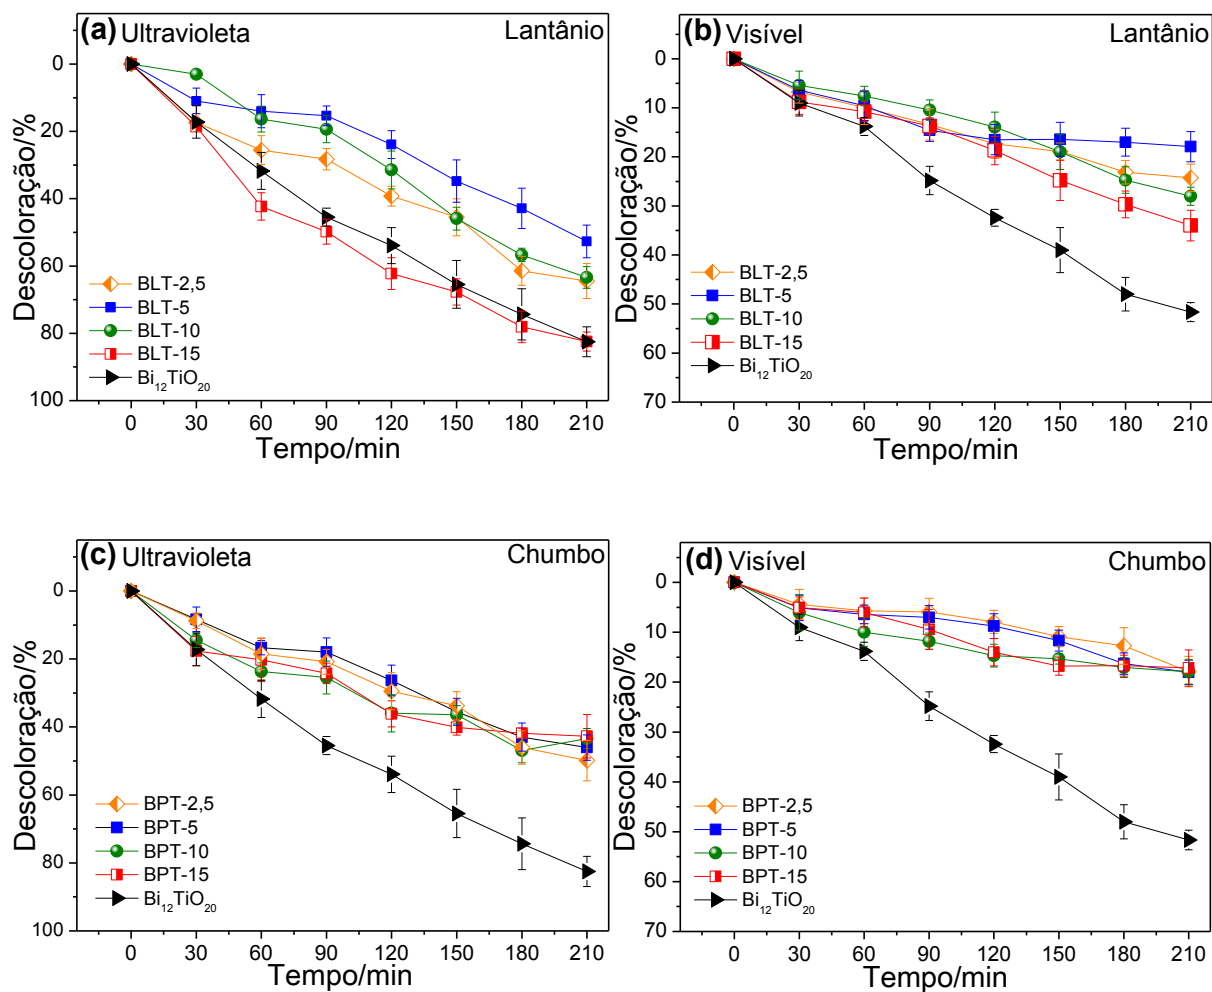 (a) Ultravioleta Lantânio
Descoloração/%
0
20
40
60
80
100
BLT-2,5
BLT-5
BLT-10
BLT-15
Bi₁₂TiO₂₀
0 30 60 90 120 150 180 210
Tempo/min
(b) Visível Lantânio
Descoloração/%
0
10
20
30
40
50
60
70
BLT-2,5
BLT-5
BLT-10
BLT-15
Bi₁₂TiO₂₀
0 30 60 90 120 150 180 210
Tempo/min
(c) Ultravioleta Chumbo
Descoloração/%
0
20
40
60
80
100
BPT-2,5
BPT-5
BPT-10
BPT-15
Bi₁₂TiO₂₀
0 30 60 90 120 150 180 210
Tempo/min
(d) Visível Chumbo
Descoloração/%
0
10
20
30
40
50
60
70
BPT-2,5
BPT-5
BPT-10
BPT-15
Bi₁₂TiO₂₀
0 30 60 90 120 150 180 210
Tempo/min